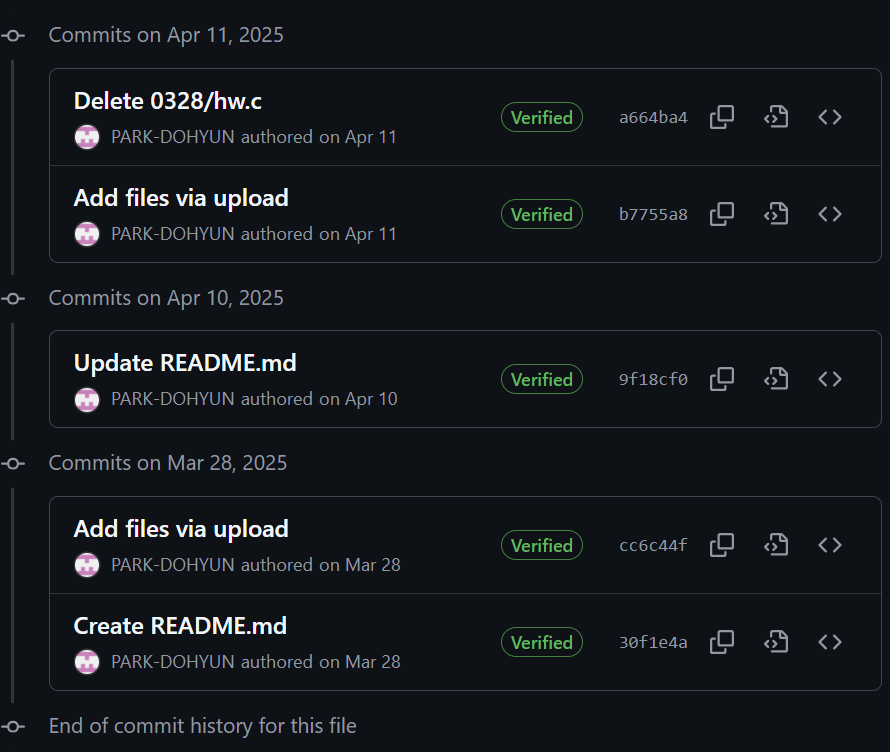 Commits on Apr 11, 2025
Delete 0328/hw.c
PARK-DOHYUN authored on Apr 11
Verified
a664ba4
Add files via upload
PARK-DOHYUN authored on Apr 11
Verified
b7755a8
Commits on Apr 10, 2025
Update README.md
PARK-DOHYUN authored on Apr 10
Verified
9f18cf0
Commits on Mar 28, 2025
Add files via upload
PARK-DOHYUN authored on Mar 28
Verified
cc6c44f
Create README.md
PARK-DOHYUN authored on Mar 28
Verified
30f1e4a
End of commit history for this file